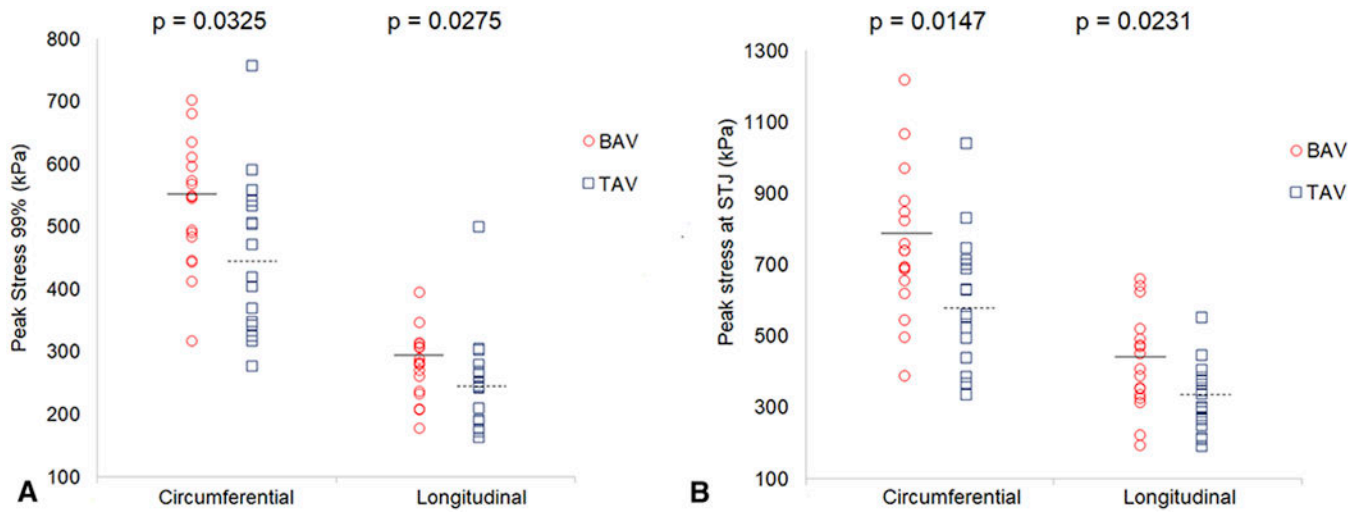 p = 0.0325 p = 0.0275
800
700
600
500
400
300
200
100
Peak Stress 99% (kPa)
BAV
TAV
A
Circumferential Longitudinal
p = 0.0147 p = 0.0231
1300
1100
900
700
500
300
100
Peak stress at STJ (kPa)
BAV
TAV
B
Circumferential Longitudinal